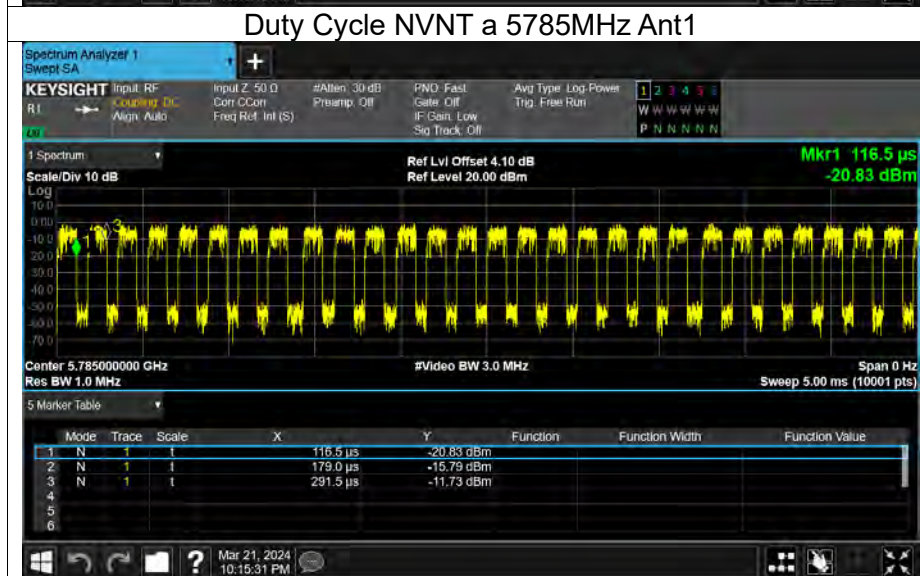 Duty Cycle NVNT a 5785MHz Ant1
Spectrum Analyzer 1
Swept SA
+
KEYSIGHT Input: RF Input Z: 50 Ω #Atten: 30 dB PNO: Fast Avg Type: Log-Power 1 2 3 4 5 6
Coupling: DC Corr CCorr Preamp: Off Gate: Off Trig: Free Run W W W W W W
Align: Auto Freq Ref: Int (S) IF Gain: Low
Sig Track: Off P N N N N N
1 Spectrum Ref Lvl Offset 4.10 dB Mkr1 116.5 µs
Scale/Div 10 dB Ref Level 20.00 dBm -20.83 dBm
Log
10.0
0.00
-10.0
-20.0
-30.0
-40.0
-50.0
-60.0
-70.0
Center 5.785000000 GHz #Video BW 3.0 MHz Span 0 Hz
Res BW 1.0 MHz Sweep 5.00 ms (10001 pts)
5 Marker Table
Mode Trace Scale X Y Function Function Width Function Value
1 N 1 t 116.5 µs -20.83 dBm
2 N 1 t 179.0 µs -15.79 dBm
3 N 1 t 291.5 µs -11.73 dBm
4
5
6
? Mar 21, 2024
10:15:31 PM